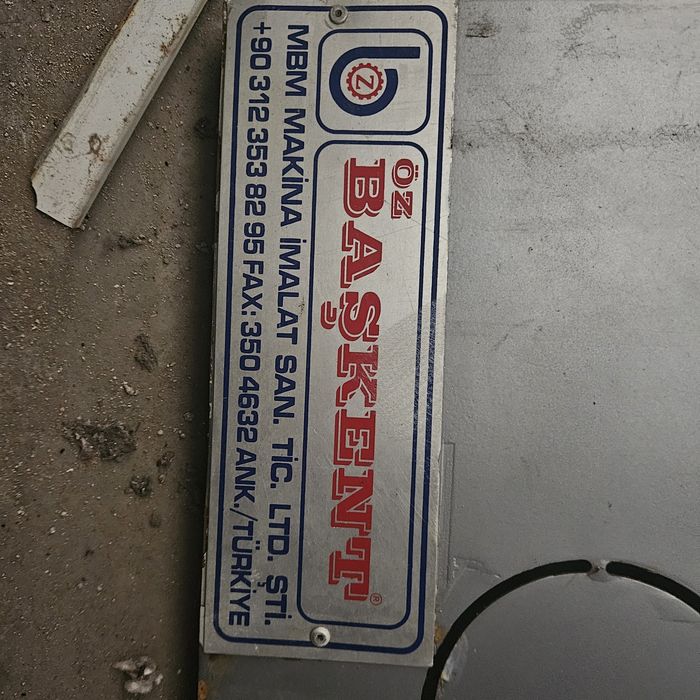 Z
ÖZ
BAŞKENT®
MBM MAKİNA İMALAT SAN. TİC. LTD. ŞTİ.
+90 312 353 82 95 FAX: 350 4632 ANK./TÜRKİYE